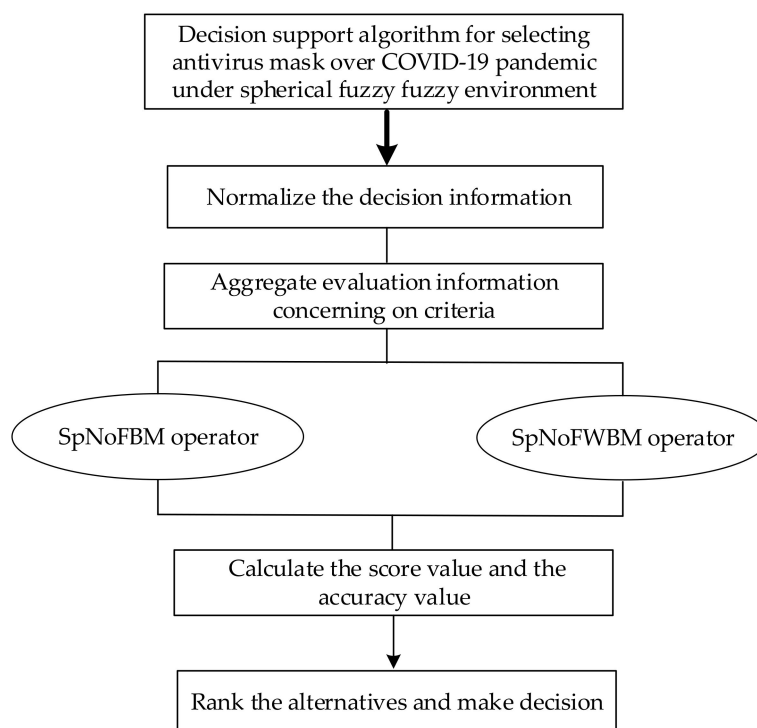 Decision support algorithm for selecting
antivirus mask over COVID-19 pandemic
under spherical fuzzy fuzzy environment
Normalize the decision information
Aggregate evaluation information
concerning on criteria
SpNoFBM operator
SpNoFWBM operator
Calculate the score value and the
accuracy value
Rank the alternatives and make decision